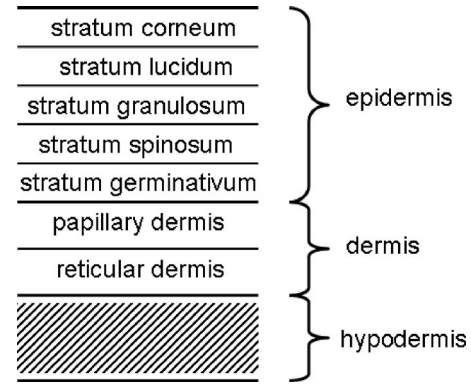 stratum corneum
stratum lucidum
stratum granulosum
stratum spinosum
stratum germinativum
epidermis
papillary dermis
reticular dermis
dermis
hypodermis